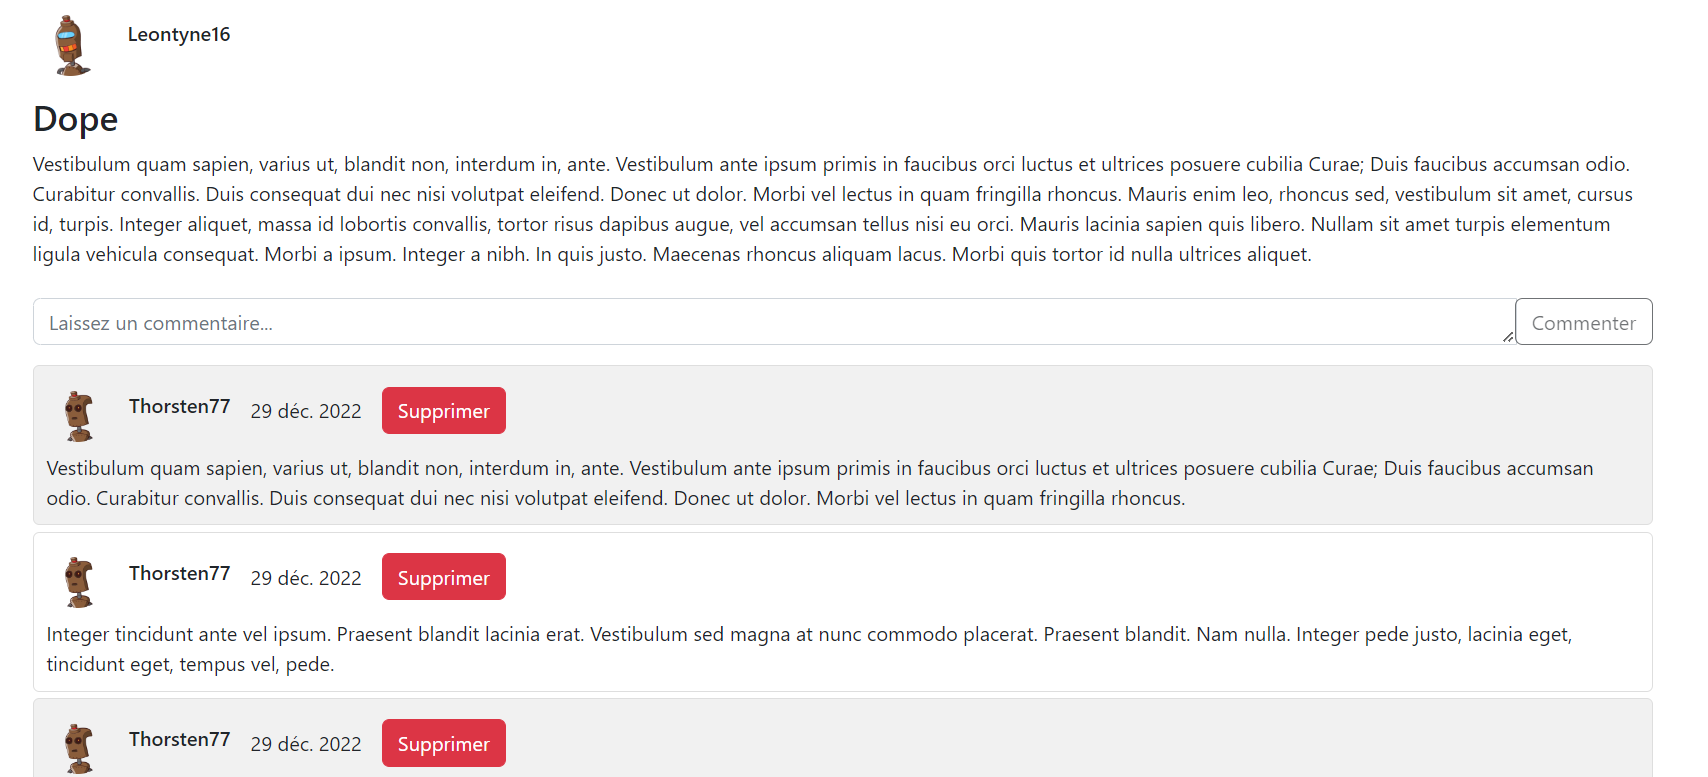 Leontyne16
Dope
Vestibulum quam sapien, varius ut, blandit non, interdum in, ante. Vestibulum ante ipsum primis in faucibus orci luctus et ultrices posuere cubilia Curae; Duis faucibus accumsan odio.
Curabitur convallis. Duis consequat dui nec nisi volutpat eleifend. Donec ut dolor. Morbi vel lectus in quam fringilla rhoncus. Mauris enim leo, rhoncus sed, vestibulum sit amet, cursus
id, turpis. Integer aliquet, massa id lobortis convallis, tortor risus dapibus augue, vel accumsan tellus nisi eu orci. Mauris lacinia sapien quis libero. Nullam sit amet turpis elementum
ligula vehicula consequat. Morbi a ipsum. Integer a nibh. In quis justo. Maecenas rhoncus aliquam lacus. Morbi quis tortor id nulla ultrices aliquet.
Laissez un commentaire... Commenter
Thorsten77 29 déc. 2022 Supprimer
Vestibulum quam sapien, varius ut, blandit non, interdum in, ante. Vestibulum ante ipsum primis in faucibus orci luctus et ultrices posuere cubilia Curae; Duis faucibus accumsan
odio. Curabitur convallis. Duis consequat dui nec nisi volutpat eleifend. Donec ut dolor. Morbi vel lectus in quam fringilla rhoncus.
Thorsten77 29 déc. 2022 Supprimer
Integer tincidunt ante vel ipsum. Praesent blandit lacinia erat. Vestibulum sed magna at nunc commodo placerat. Praesent blandit. Nam nulla. Integer pede justo, lacinia eget,
tincidunt eget, tempus vel, pede.
Thorsten77 29 déc. 2022 Supprimer